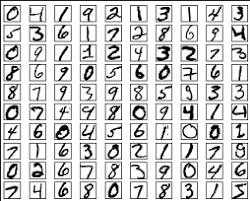 0 4 1 9 2 1 3 1 4 3
5 3 6 1 7 2 8 6 9 4
0 9 1 1 2 4 3 2 7 3
8 6 9 0 5 6 0 7 6 1
8 7 9 3 9 8 5 9 3 3
0 7 4 9 8 0 9 4 1 4
4 6 0 4 5 6 1 0 0 1
7 1 6 3 0 2 1 1 7 9
0 2 6 7 8 3 9 0 4 6
7 4 6 8 0 7 8 3 1 5